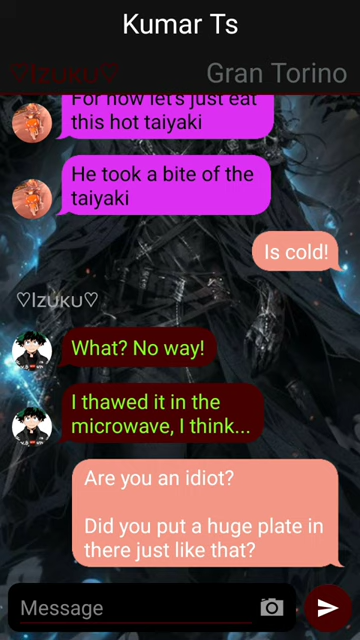 Kumar Ts
♡Izuku♡ Gran Torino
For now let's just eat
this hot taiyaki
He took a bite of the
taiyaki
Is cold!
♡Izuku♡
What? No way!
I thawed it in the
microwave, I think...
Are you an idiot?
Did you put a huge plate in
there just like that?
Message